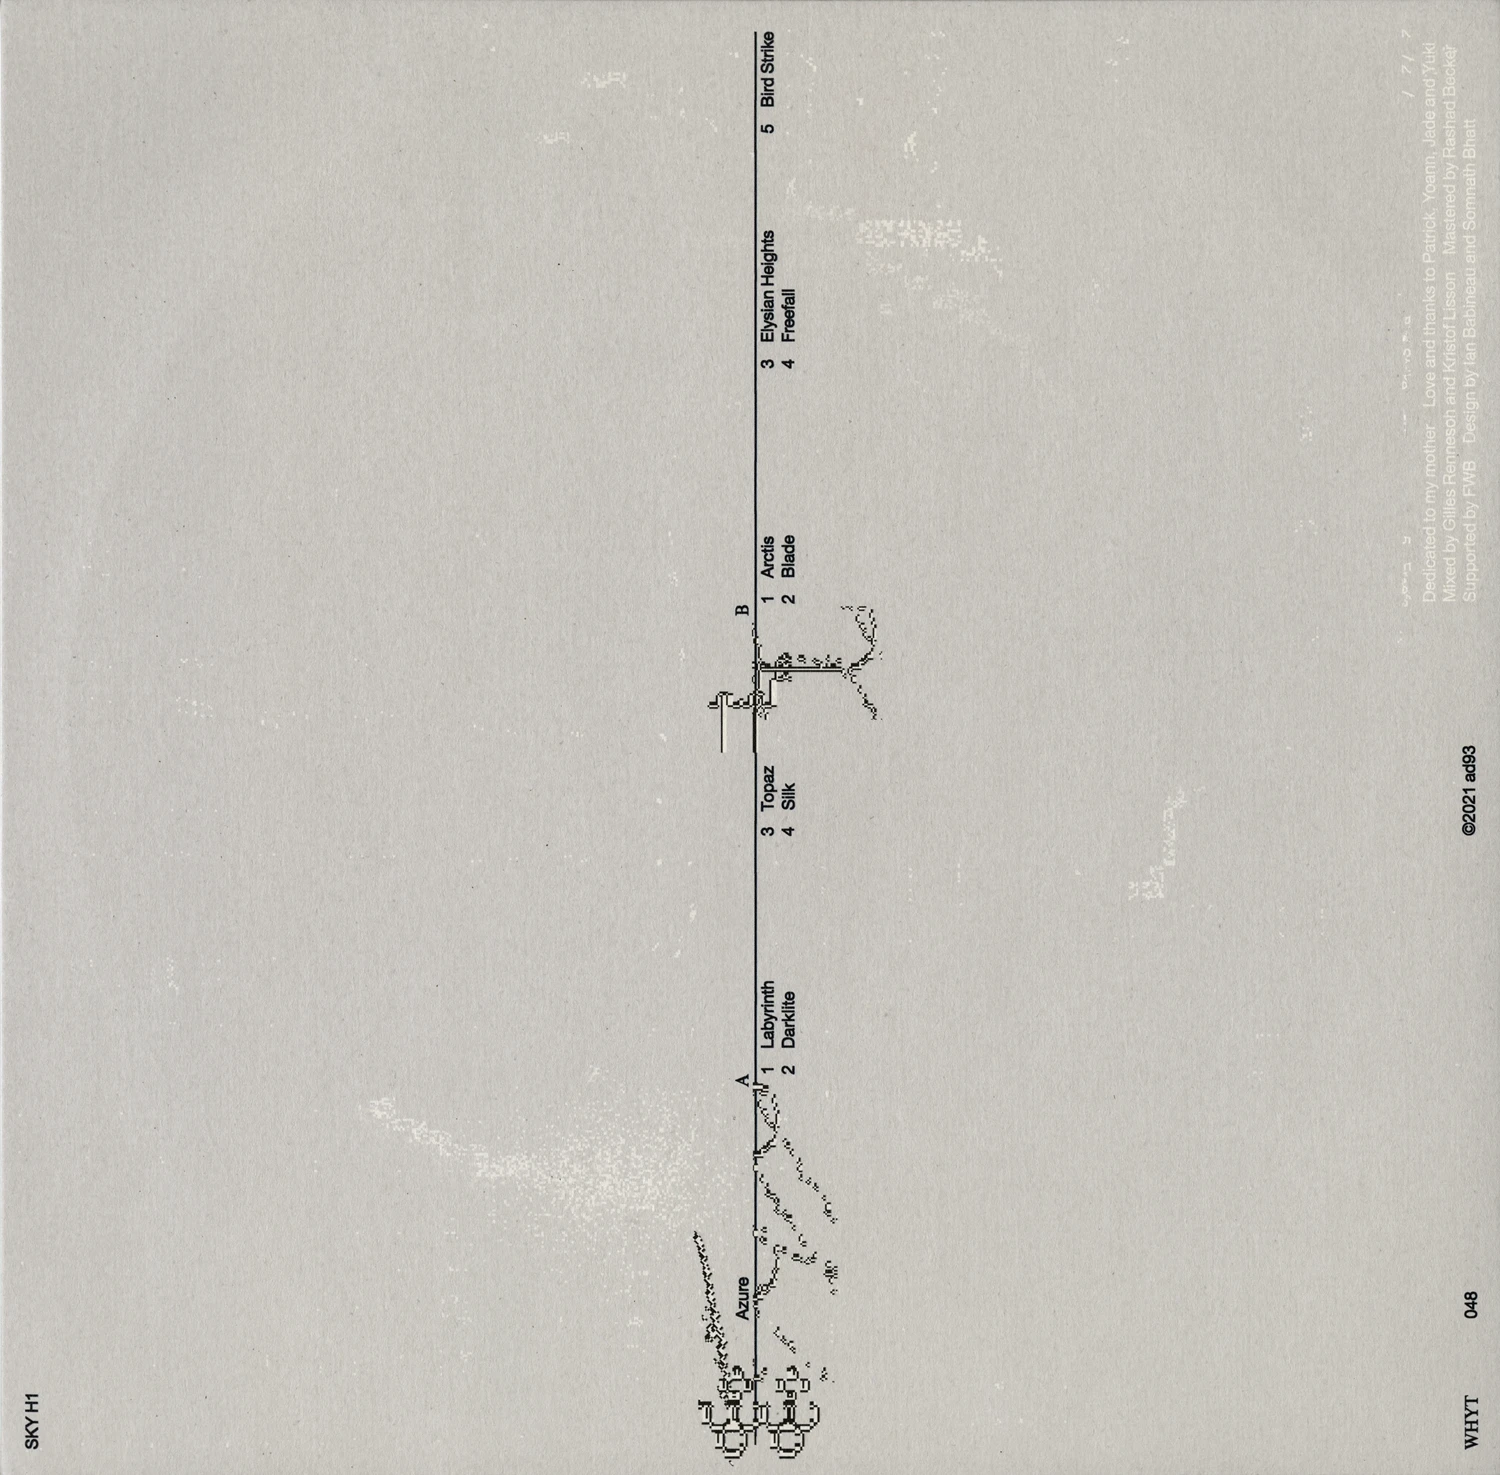 SKY H1
Azure
A
1 Labyrinth
2 Darklite
3 Topaz
4 Silk
B
1 Arctis
2 Blade
3 Elysian Heights
4 Freefall
5 Bird Strike
Dedicated to my mother Love and thanks to Patrick, Yoann, Jade and Yuki
Mixed by Gilles Rennesoh and Kristof Lisson Mastered by Rashad Becker
Supported by FWB Design by Ian Babineau and Somnath Bhatt
WHYT 048 ©2021 ad93